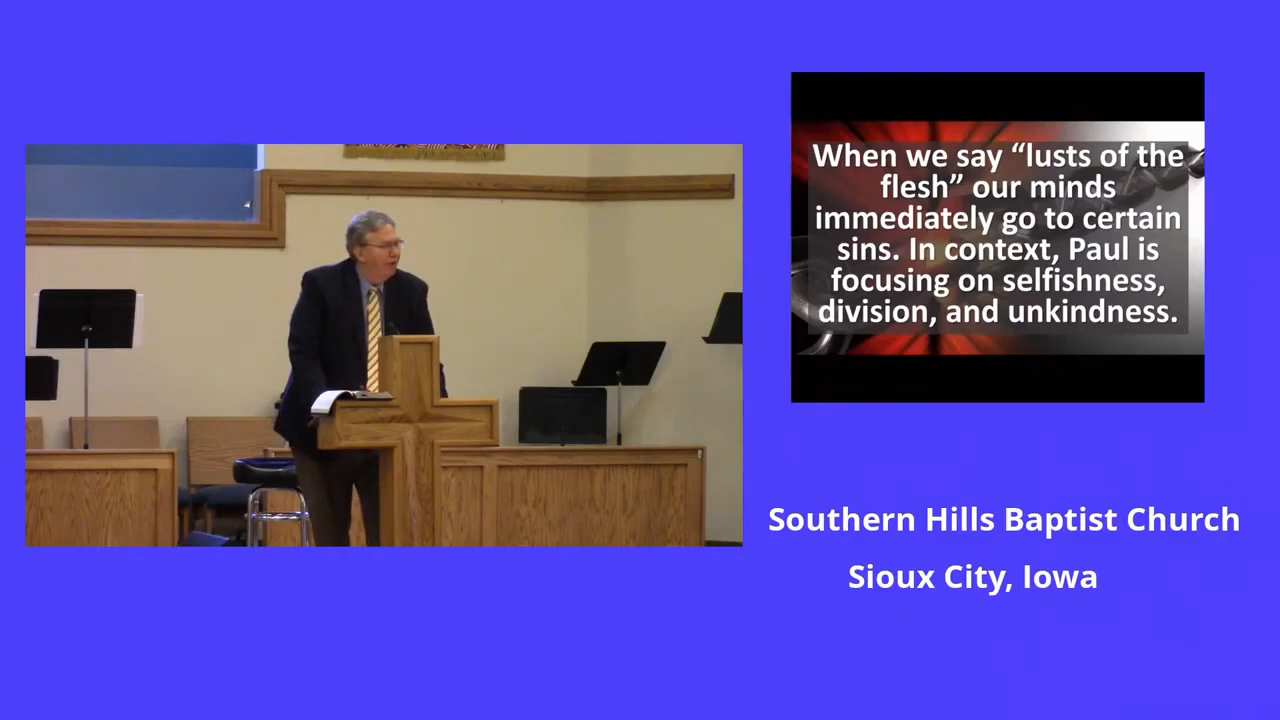 When we say “lusts of the
flesh” our minds
immediately go to certain
sins. In context, Paul is
focusing on selfishness,
division, and unkindness.
Southern Hills Baptist Church
Sioux City, Iowa